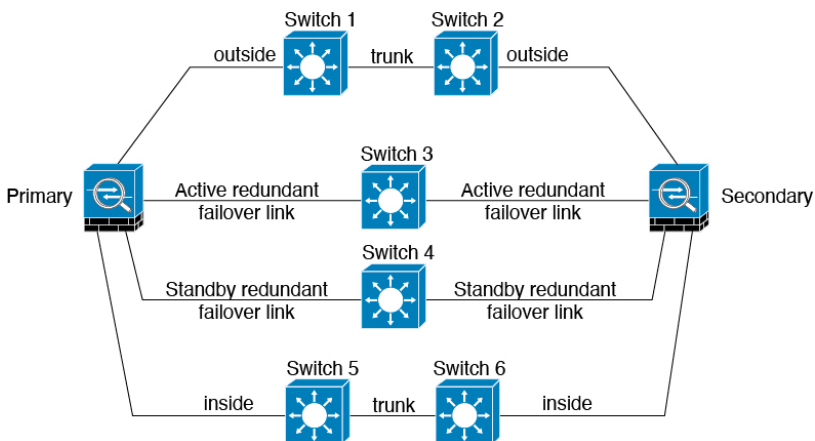 Switch 1
Switch 2
outside
trunk
outside
Switch 3
Primary
Active redundant
failover link
Active redundant
failover link
Secondary
Switch 4
Standby redundant
failover link
Standby redundant
failover link
Switch 5
Switch 6
inside
trunk
inside